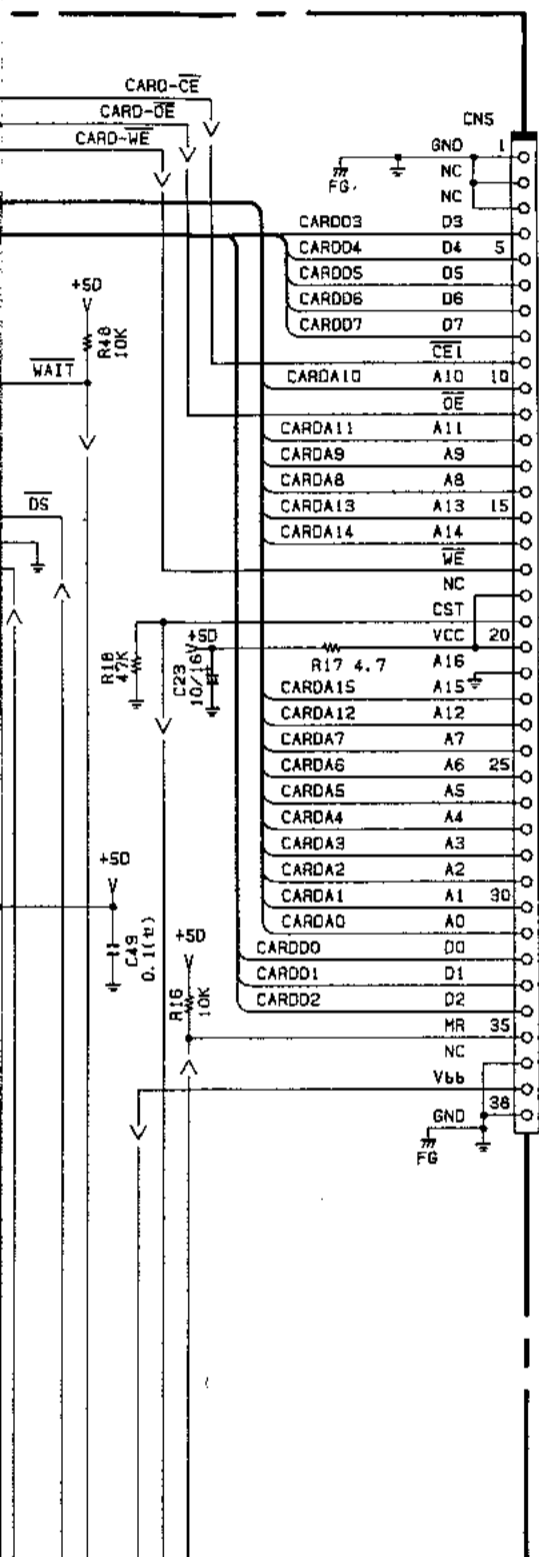 CARD-CE
CARD-OE
CARD-WE
CN5
GND 1
NC
FG
NC
CARDD3 D3
CARDD4 D4 5
CARDD5 D5
CARDD6 D6
CARDD7 D7
+5D
R48
10K
WAIT
CE1
CARDA10 A10 10
OE
CARDA11 A11
CARDA9 A9
CARDA8 A8
DS
CARDA13 A13 15
CARDA14 A14
WE
NC
CST
+5D
VCC 20
R18
47K
C23
10/16V
R17 4.7
A16
CARDA15 A15
CARDA12 A12
CARDA7 A7
CARDA6 A6 25
CARDA5 A5
CARDA4 A4
CARDA3 A3
+5D
CARDA2 A2
CARDA1 A1 30
CARDA0 A0
C49
0.1(セ)
+5D
CARDD0 D0
CARDD1 D1
R16
10K
CARDD2 D2
MR 35
NC
Vbb
38
GND
FG